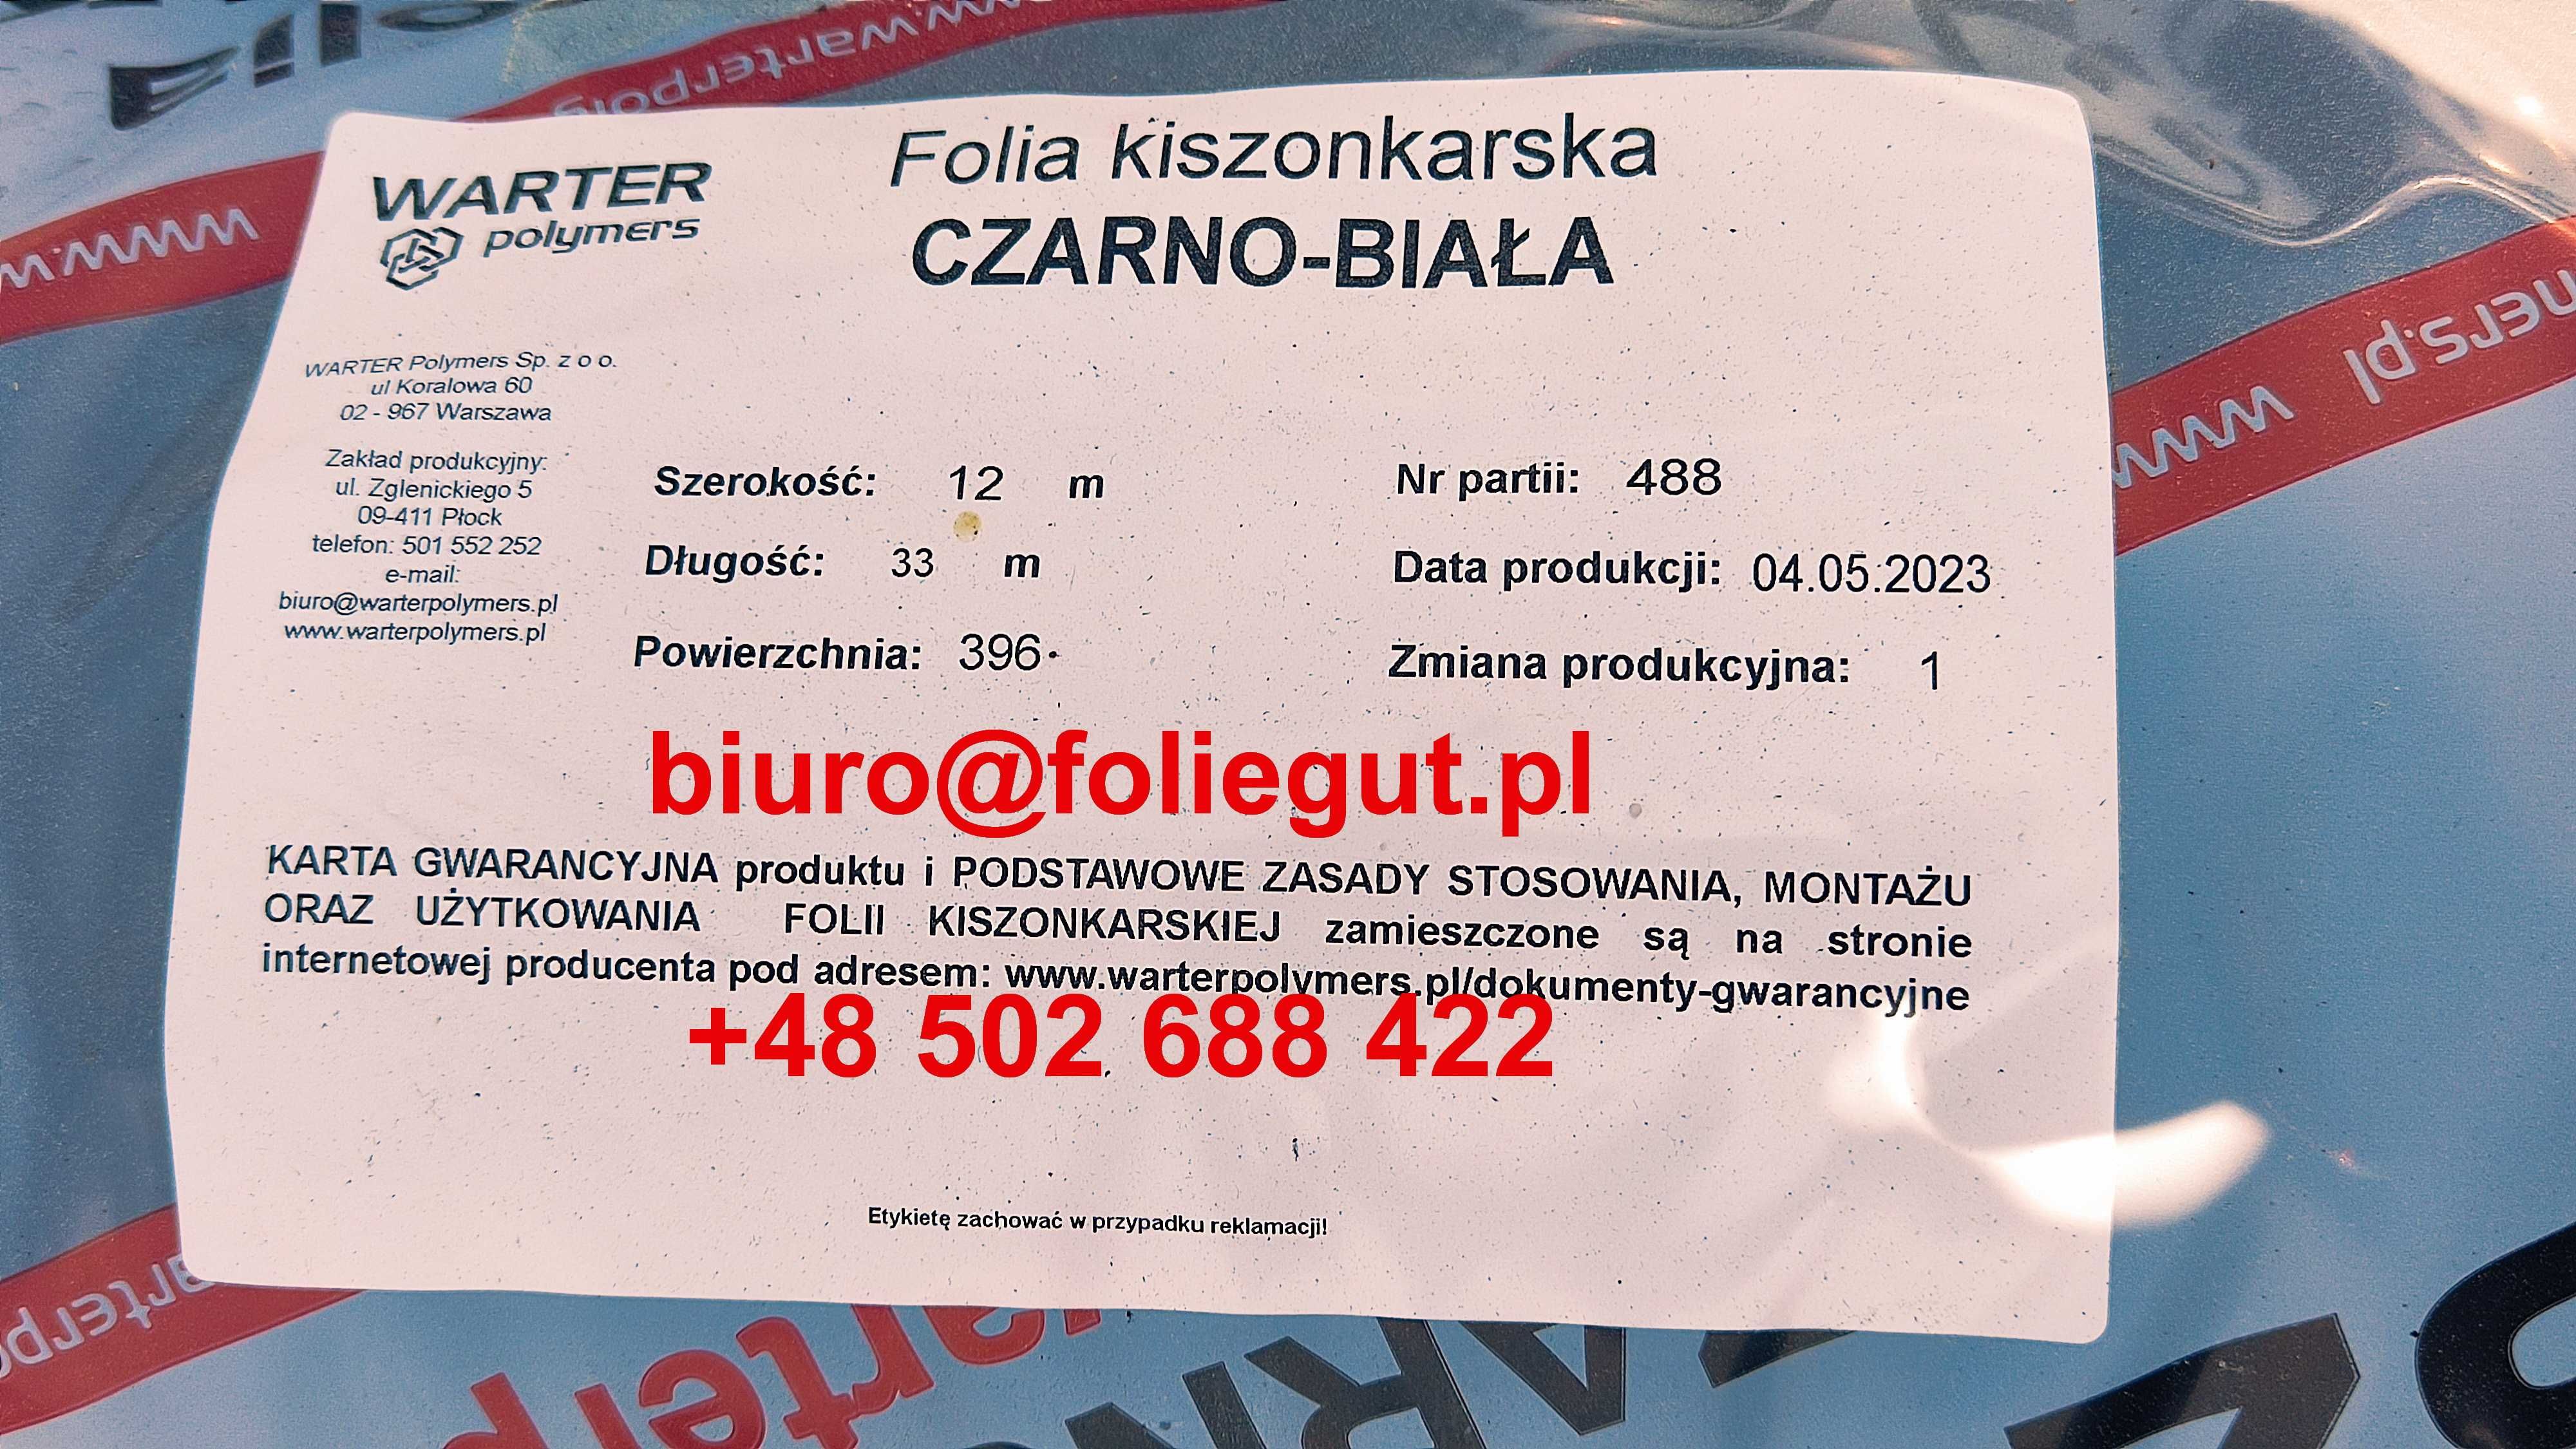 www.warterpoly
WARTER
polymers
Folia kiszonkarska
CZARNO-BIAŁA
WARTER Polymers Sp. z o o.
ul Koralowa 60
02 - 967 Warszawa
Zakład produkcyjny:
ul. Zglenickiego 5
09-411 Płock
telefon: 501 552 252
e-mail:
biuro@warterpolymers.pl
www.warterpolymers.pl
Szerokość: 12 m
Długość: 33 m
Powierzchnia: 396
Nr partii: 488
Data produkcji: 04.05.2023
Zmiana produkcyjna: 1
biuro@foliegut.pl
KARTA GWARANCYJNA produktu i PODSTAWOWE ZASADY STOSOWANIA, MONTAŻU
ORAZ UŻYTKOWANIA FOLII KISZONKARSKIEJ zamieszczone są na stronie
internetowej producenta pod adresem: www.warterpolymers.pl/dokumenty-gwarancyjne
+48 502 688 422
Etykietę zachować w przypadku reklamacji!